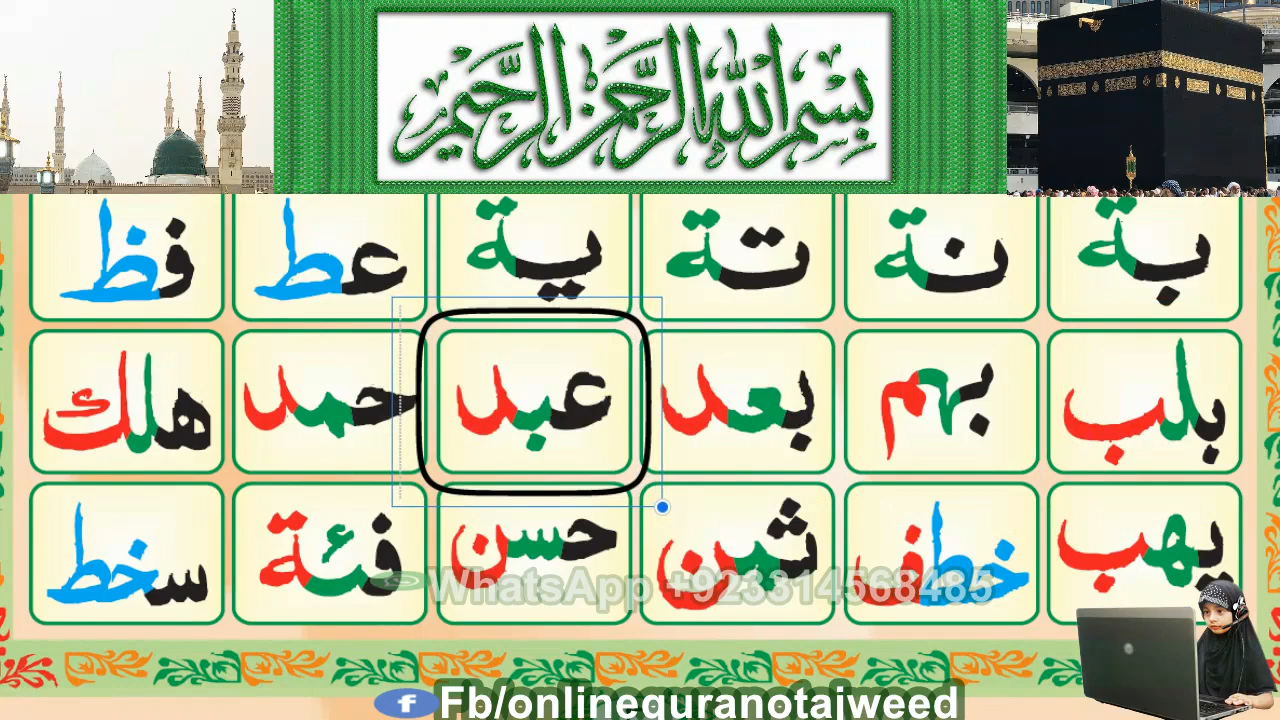 بسم الله الرحمن الرحيم
بة نة تة ية عط فظ
بلب بہم بعد عبد حمد هلك
يهب خطف ثمن حسن فئة سخط
WhatsApp +923314568485
Fb/onlinequranotajweed